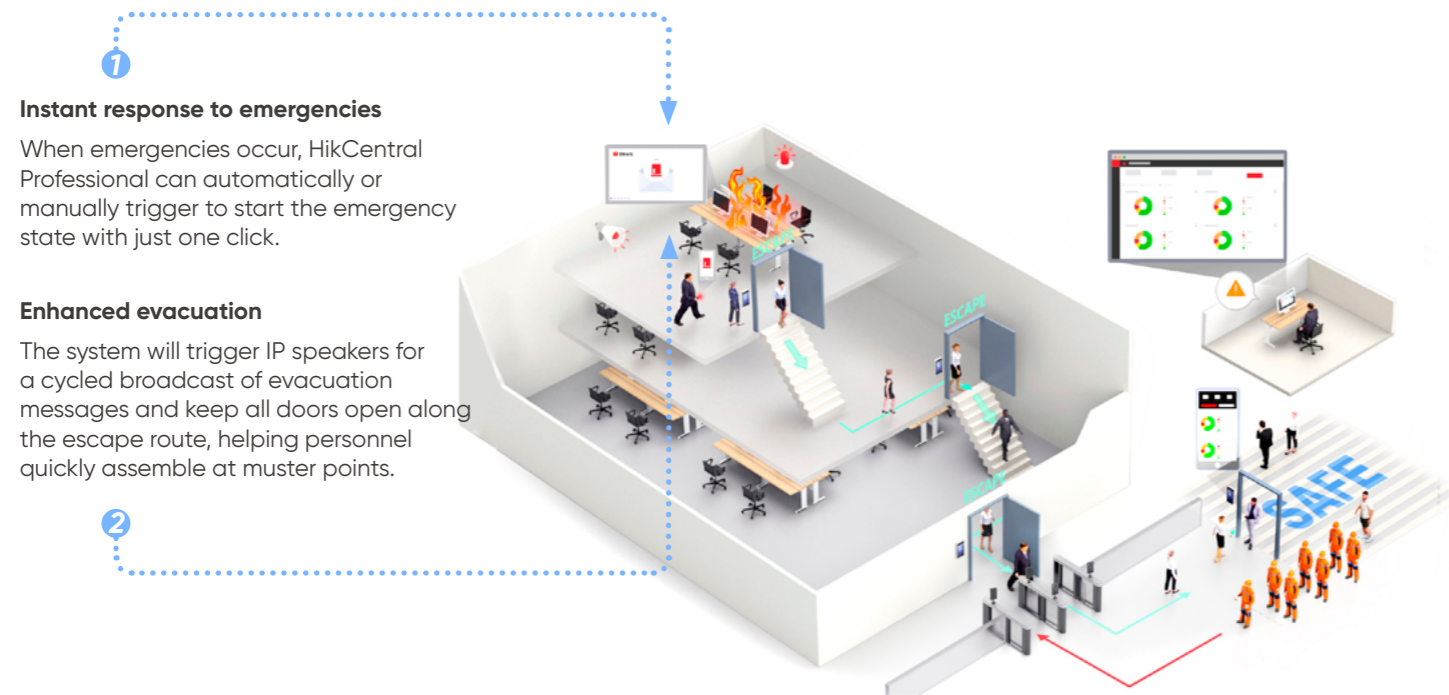 1
Instant response to emergencies
When emergencies occur, HikCentral
Professional can automatically or
manually trigger to start the emergency
state with just one click.
Enhanced evacuation
The system will trigger IP speakers for
a cycled broadcast of evacuation
messages and keep all doors open along
the escape route, helping personnel
quickly assemble at muster points.
2
ESCAPE
ESCAPE
ESCAPE
SAFE